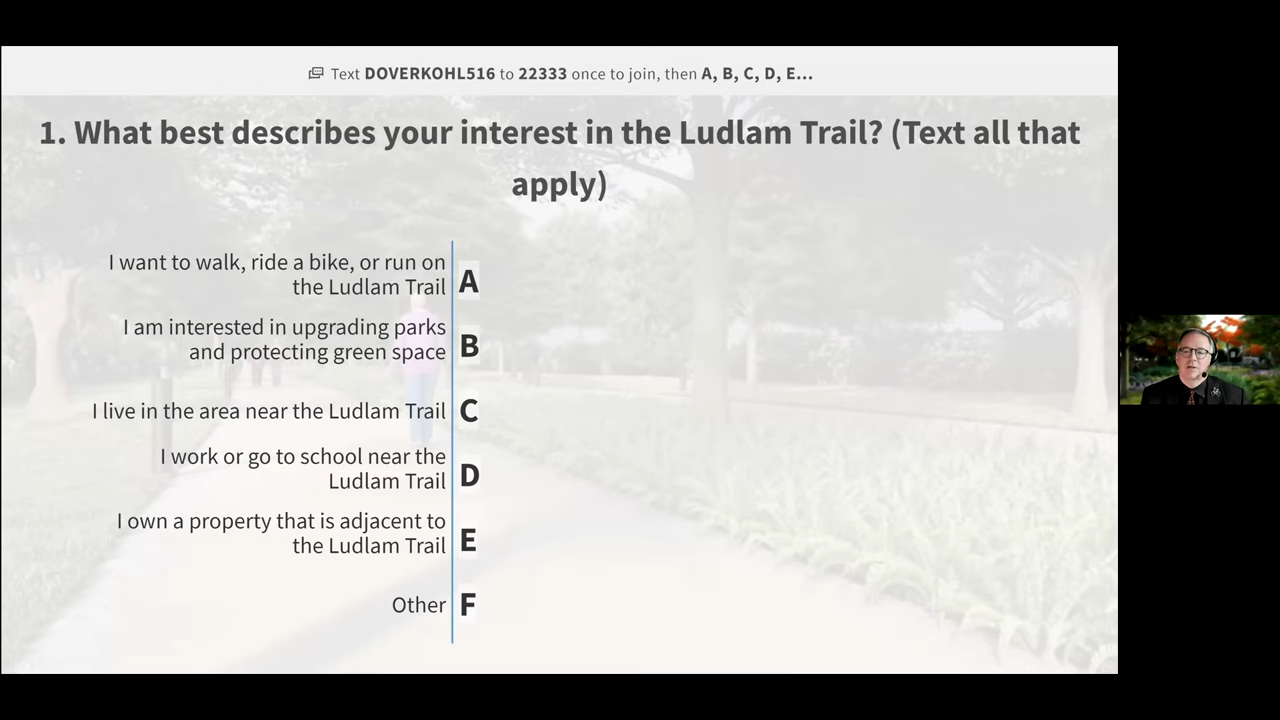 Text DOVERKOHL516 to 22333 once to join, then A, B, C, D, E...
1. What best describes your interest in the Ludlam Trail? (Text all that
apply)
I want to walk, ride a bike, or run on
the Ludlam Trail
A
I am interested in upgrading parks
and protecting green space
B
I live in the area near the Ludlam Trail
C
I work or go to school near the
Ludlam Trail
D
I own a property that is adjacent to
the Ludlam Trail
E
Other
F